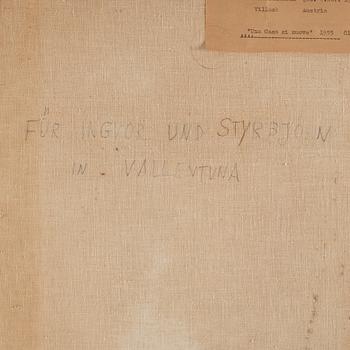 Villach Austria
"Una Casa si muove" 1955
FÜR INGVOR UND STYRBJÖRN
IN VALLENTUNA